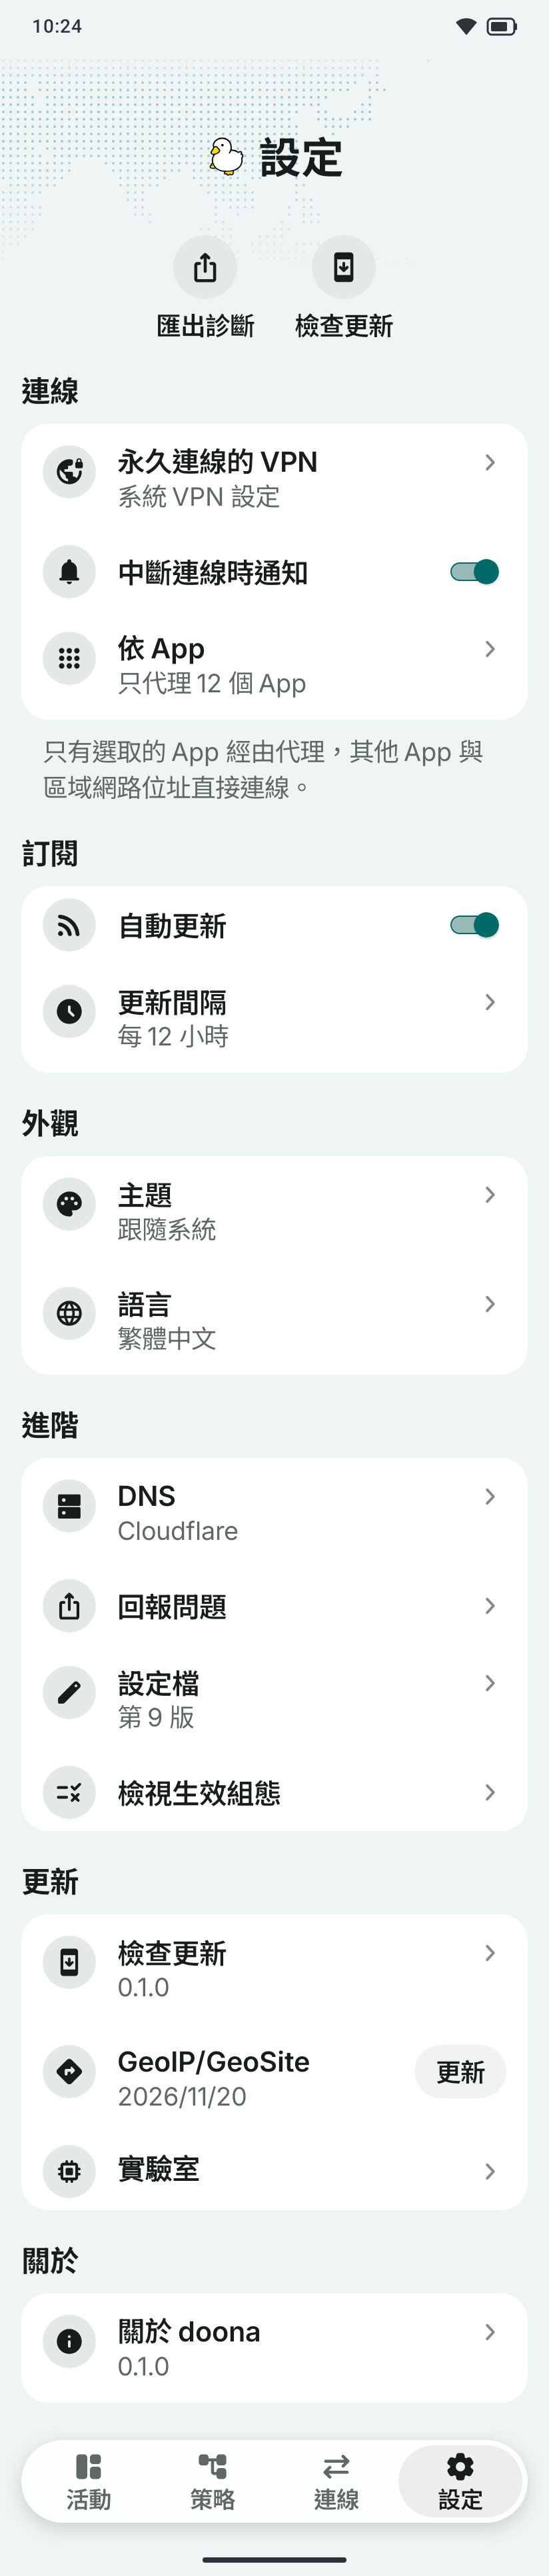 10:24
設定
匯出診斷
檢查更新
連線
永久連線的 VPN
系統 VPN 設定
中斷連線時通知
依 App
只代理 12 個 App
只有選取的 App 經由代理，其他 App 與
區域網路位址直接連線。
訂閱
自動更新
更新間隔
每 12 小時
外觀
主題
跟隨系統
語言
繁體中文
進階
DNS
Cloudflare
回報問題
設定檔
第 9 版
檢視生效組態
更新
檢查更新
0.1.0
GeoIP/GeoSite
2026/11/20
更新
實驗室
關於
關於 doona
0.1.0
活動
策略
連線
設定